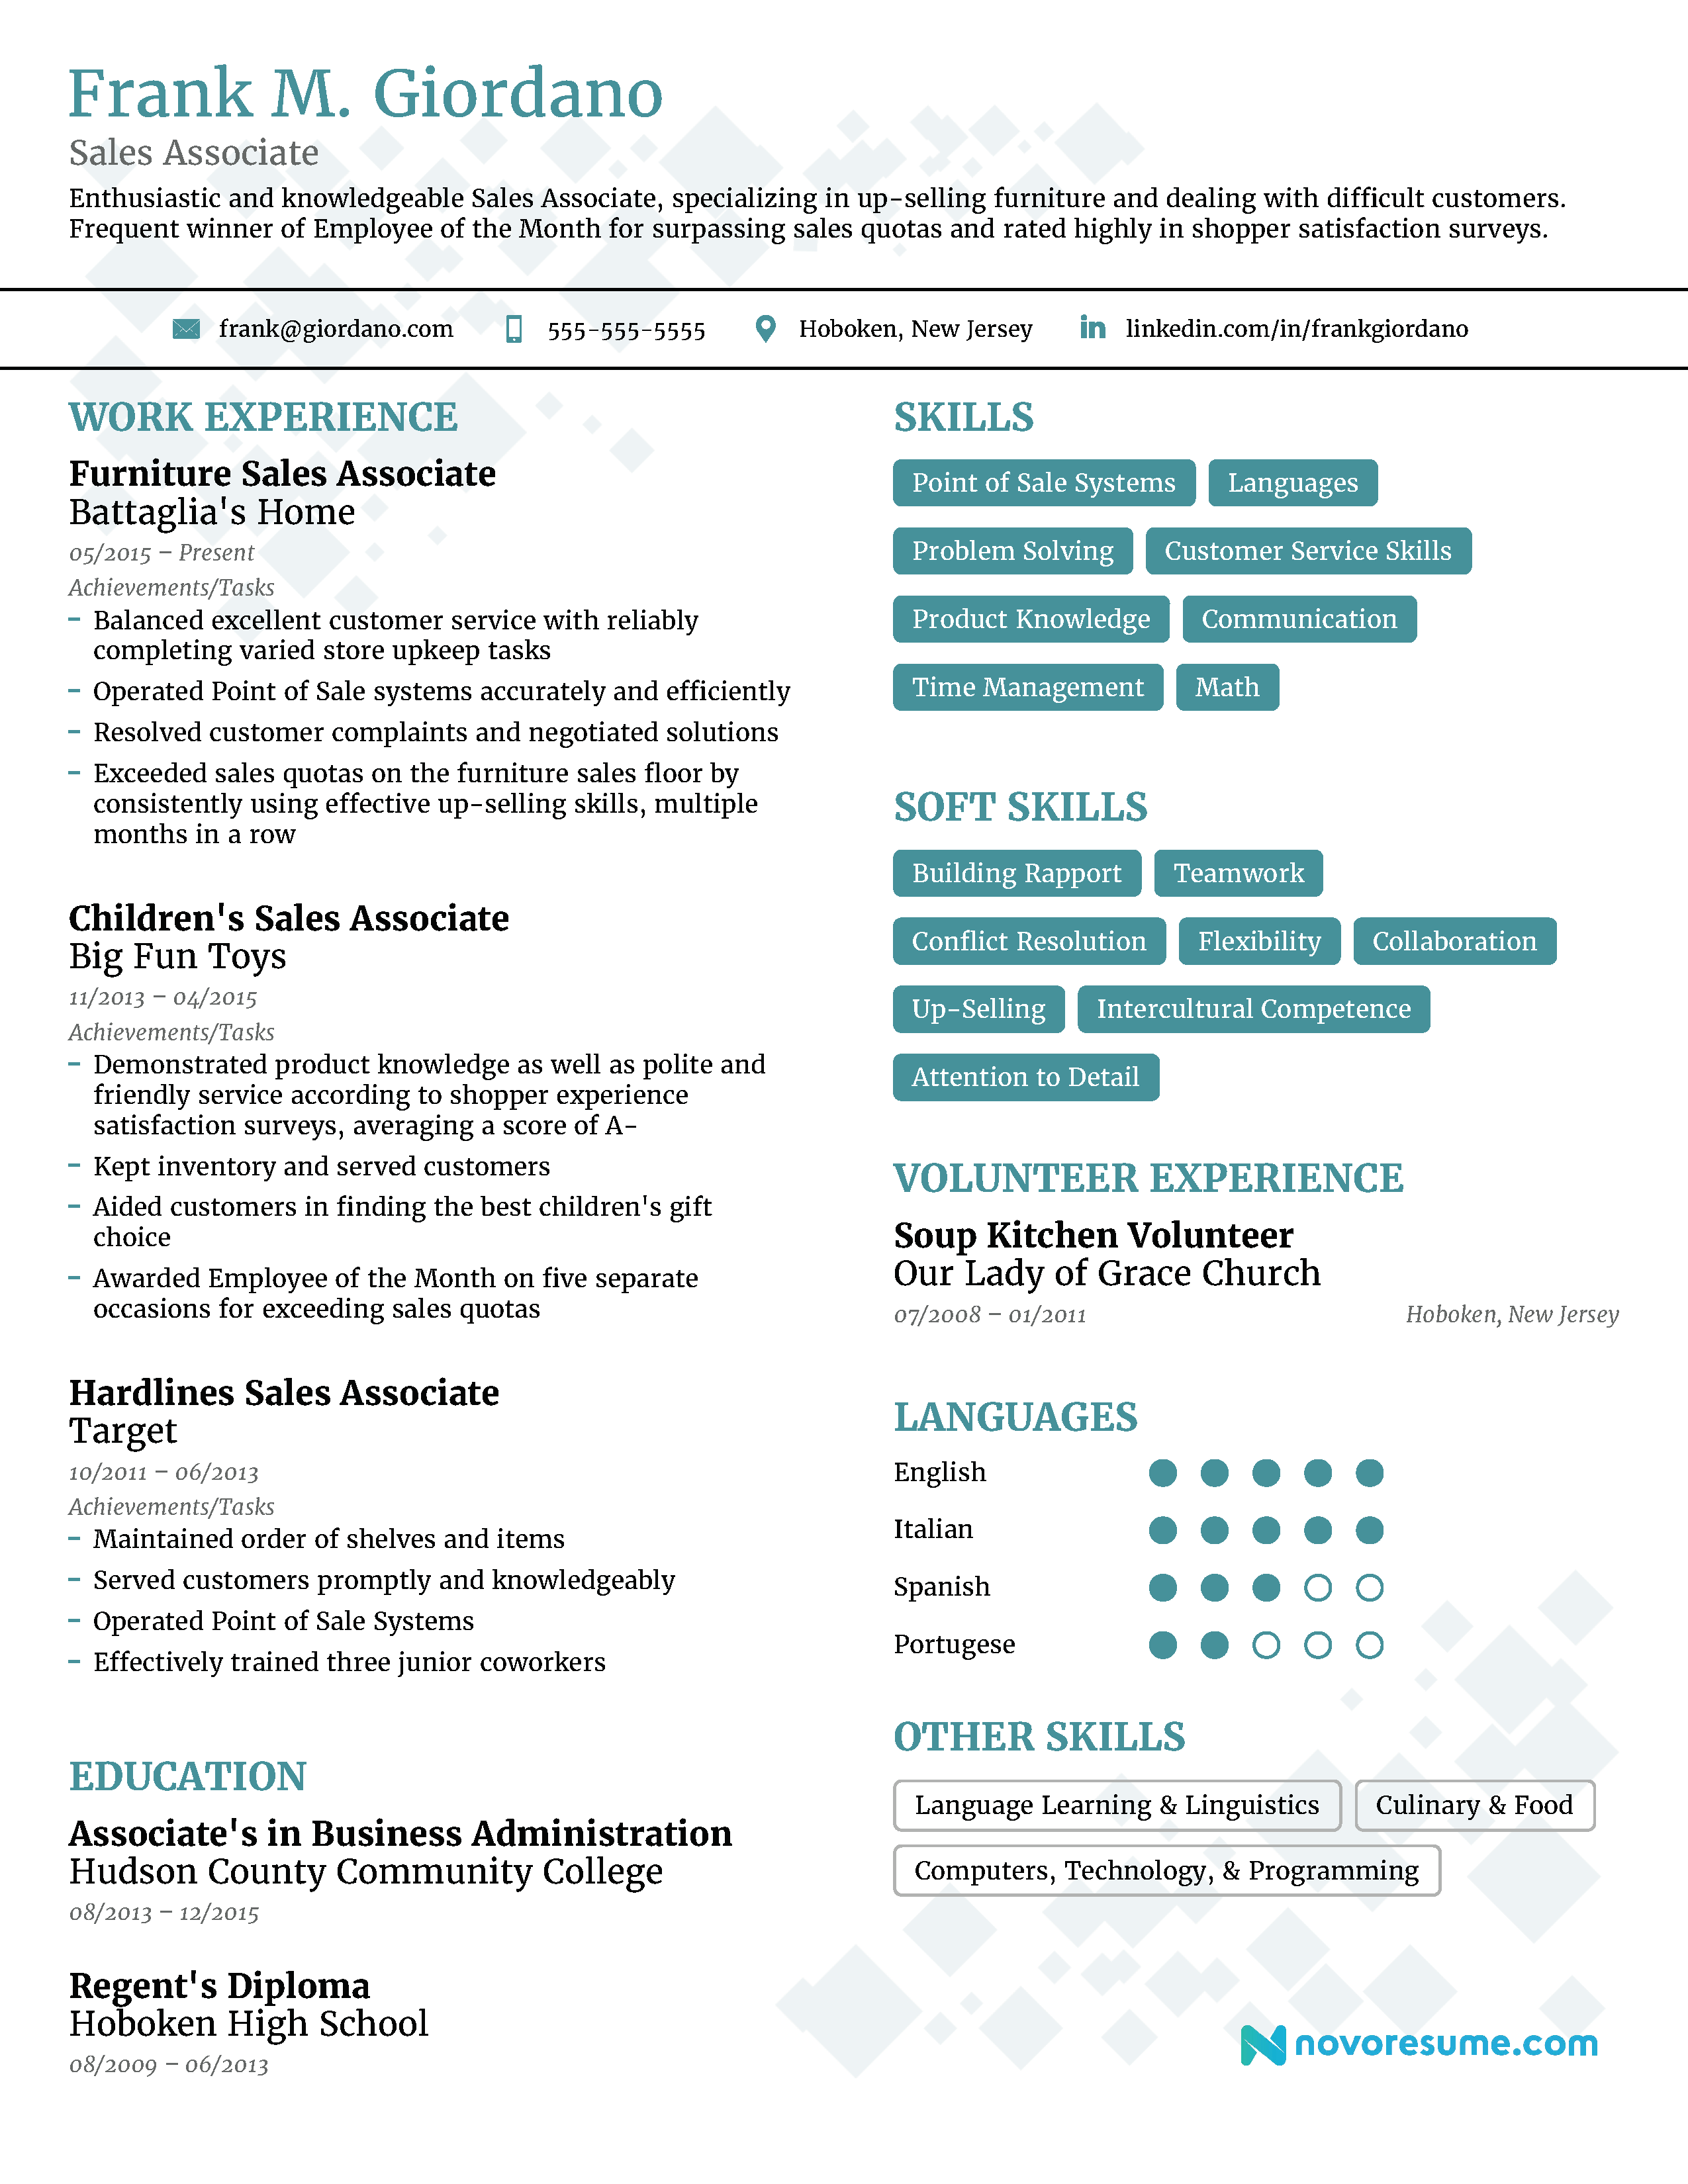 Frank M. Giordano
Sales Associate
Enthusiastic and knowledgeable Sales Associate, specializing in up-selling furniture and dealing with difficult customers.
Frequent winner of Employee of the Month for surpassing sales quotas and rated highly in shopper satisfaction surveys.
frank@giordano.com 555-555-5555 Hoboken, New Jersey linkedin.com/in/frankgiordano
WORK EXPERIENCE
Furniture Sales Associate
Battaglia's Home
05/2015 – Present
Achievements/Tasks
– Balanced excellent customer service with reliably
completing varied store upkeep tasks
– Operated Point of Sale systems accurately and efficiently
– Resolved customer complaints and negotiated solutions
– Exceeded sales quotas on the furniture sales floor by
consistently using effective up-selling skills, multiple
months in a row
Children's Sales Associate
Big Fun Toys
11/2013 – 04/2015
Achievements/Tasks
– Demonstrated product knowledge as well as polite and
friendly service according to shopper experience
satisfaction surveys, averaging a score of A-
– Kept inventory and served customers
– Aided customers in finding the best children's gift
choice
– Awarded Employee of the Month on five separate
occasions for exceeding sales quotas
Hardlines Sales Associate
Target
10/2011 – 06/2013
Achievements/Tasks
– Maintained order of shelves and items
– Served customers promptly and knowledgeably
– Operated Point of Sale Systems
– Effectively trained three junior coworkers
EDUCATION
Associate's in Business Administration
Hudson County Community College
08/2013 – 12/2015
Regent's Diploma
Hoboken High School
08/2009 – 06/2013
SKILLS
Point of Sale Systems Languages
Problem Solving Customer Service Skills
Product Knowledge Communication
Time Management Math
SOFT SKILLS
Building Rapport Teamwork
Conflict Resolution Flexibility Collaboration
Up-Selling Intercultural Competence
Attention to Detail
VOLUNTEER EXPERIENCE
Soup Kitchen Volunteer
Our Lady of Grace Church
07/2008 – 01/2011 Hoboken, New Jersey
LANGUAGES
English
Italian
Spanish
Portugese
OTHER SKILLS
Language Learning & Linguistics Culinary & Food
Computers, Technology, & Programming
novoresume.com